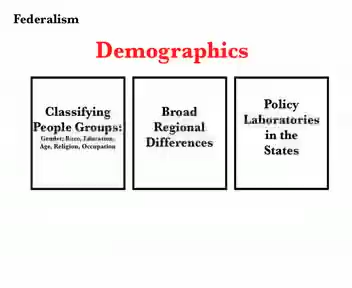 Federalism
Demographics
Classifying
People Groups:
Gender, Race, Education,
Age, Religion, Occupation
Broad
Regional
Differences
Policy
Laboratories
in the
States